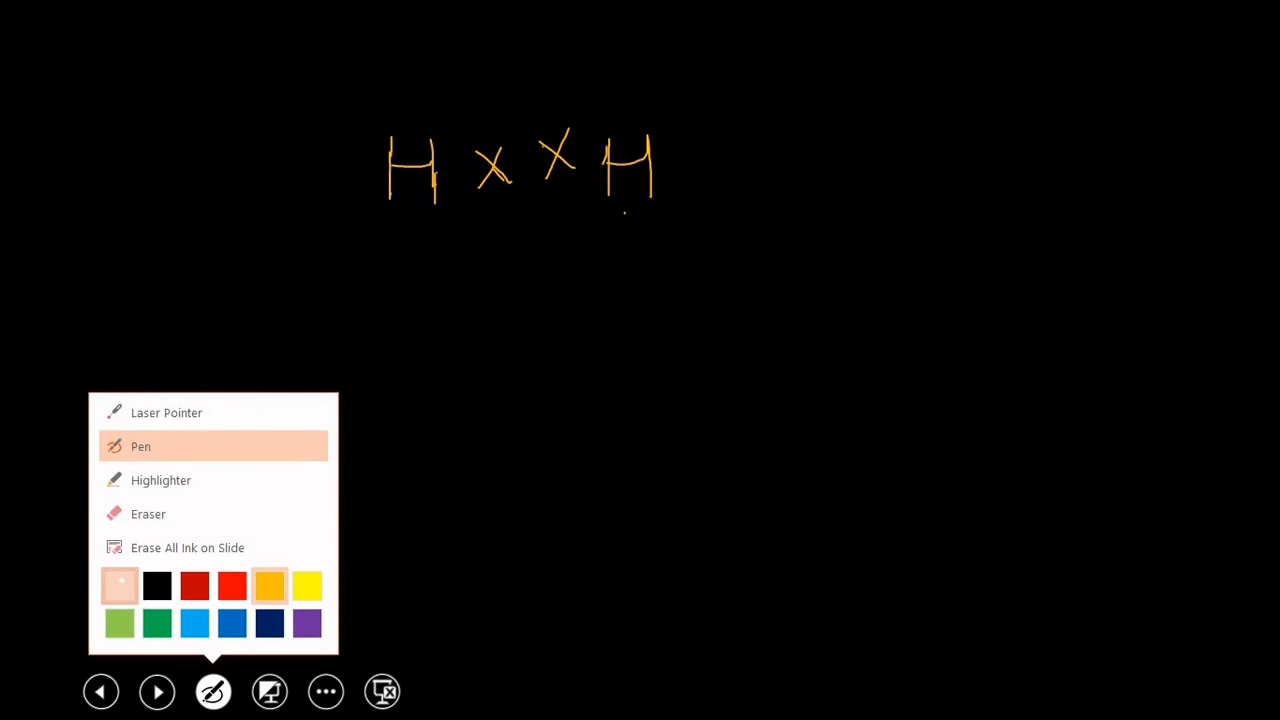 H x x H
Laser Pointer
Pen
Highlighter
Eraser
Erase All Ink on Slide